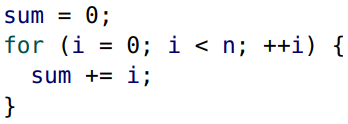 sum = 0;
for (i = 0; i < n; ++i) {
  sum += i;
}